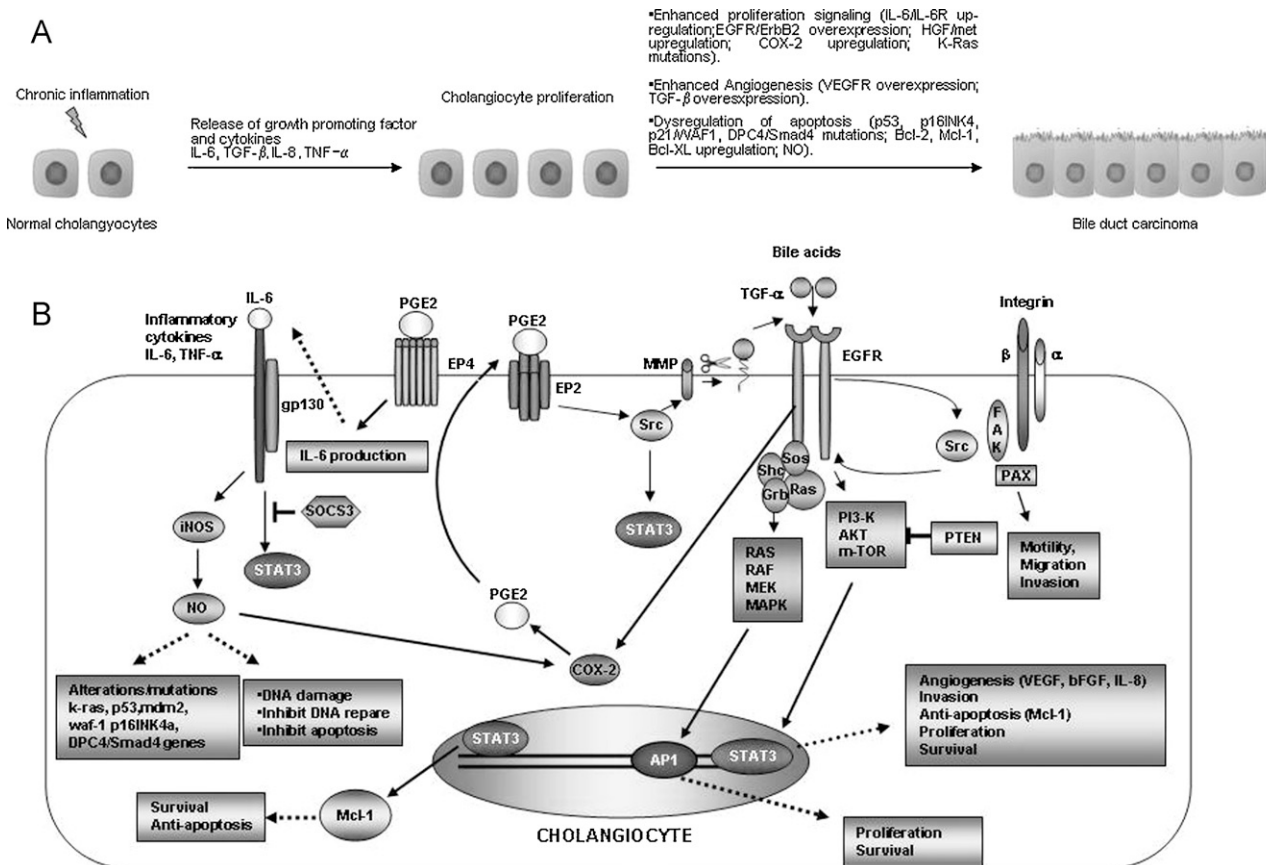 A
Chronic inflammation
Normal cholangyocytes
Release of growth promoting factor
and cytokines
IL-6, TGF-β, IL-8, TNF-α
Cholangiocyte proliferation
▪Enhanced proliferation signaling (IL-6/IL-6R up-
regulation;EGFR/ErbB2 overexpression; HGF/met
upregulation; COX-2 upregulation; K-Ras
mutations).
▪Enhanced Angiogenesis (VEGFR overexpression;
TGF-β overesxpression).
▪Dysregulation of apoptosis (p53, p16INK4,
p21/WAF1, DPC4/Smad4 mutations; Bcl-2, Mcl-1,
Bcl-XL upregulation; NO).
Bile duct carcinoma
B
Inflammatory
cytokines
IL-6, TNF-α
IL-6
gp130
PGE2
EP4
PGE2
EP2
IL-6 production
iNOS
SOCS3
STAT3
NO
Src
STAT3
MMP
Bile acids
TGF-α
EGFR
Integrin
β
α
Src
F
A
K
PAX
Sos
Shc
Grb
Ras
RAS
RAF
MEK
MAPK
PI3-K
AKT
m-TOR
PTEN
Motility,
Migration
Invasion
PGE2
COX-2
Alterations/mutations
k-ras, p53,mdm2,
waf-1 p16INK4a,
DPC4/Smad4 genes
▪DNA damage
▪Inhibit DNA repare
▪Inhibit apoptosis
STAT3
AP1
STAT3
Angiogenesis (VEGF, bFGF, IL-8)
Invasion
Anti-apoptosis (Mcl-1)
Proliferation
Survival
Survival
Anti-apoptosis
Mcl-1
CHOLANGIOCYTE
Proliferation
Survival